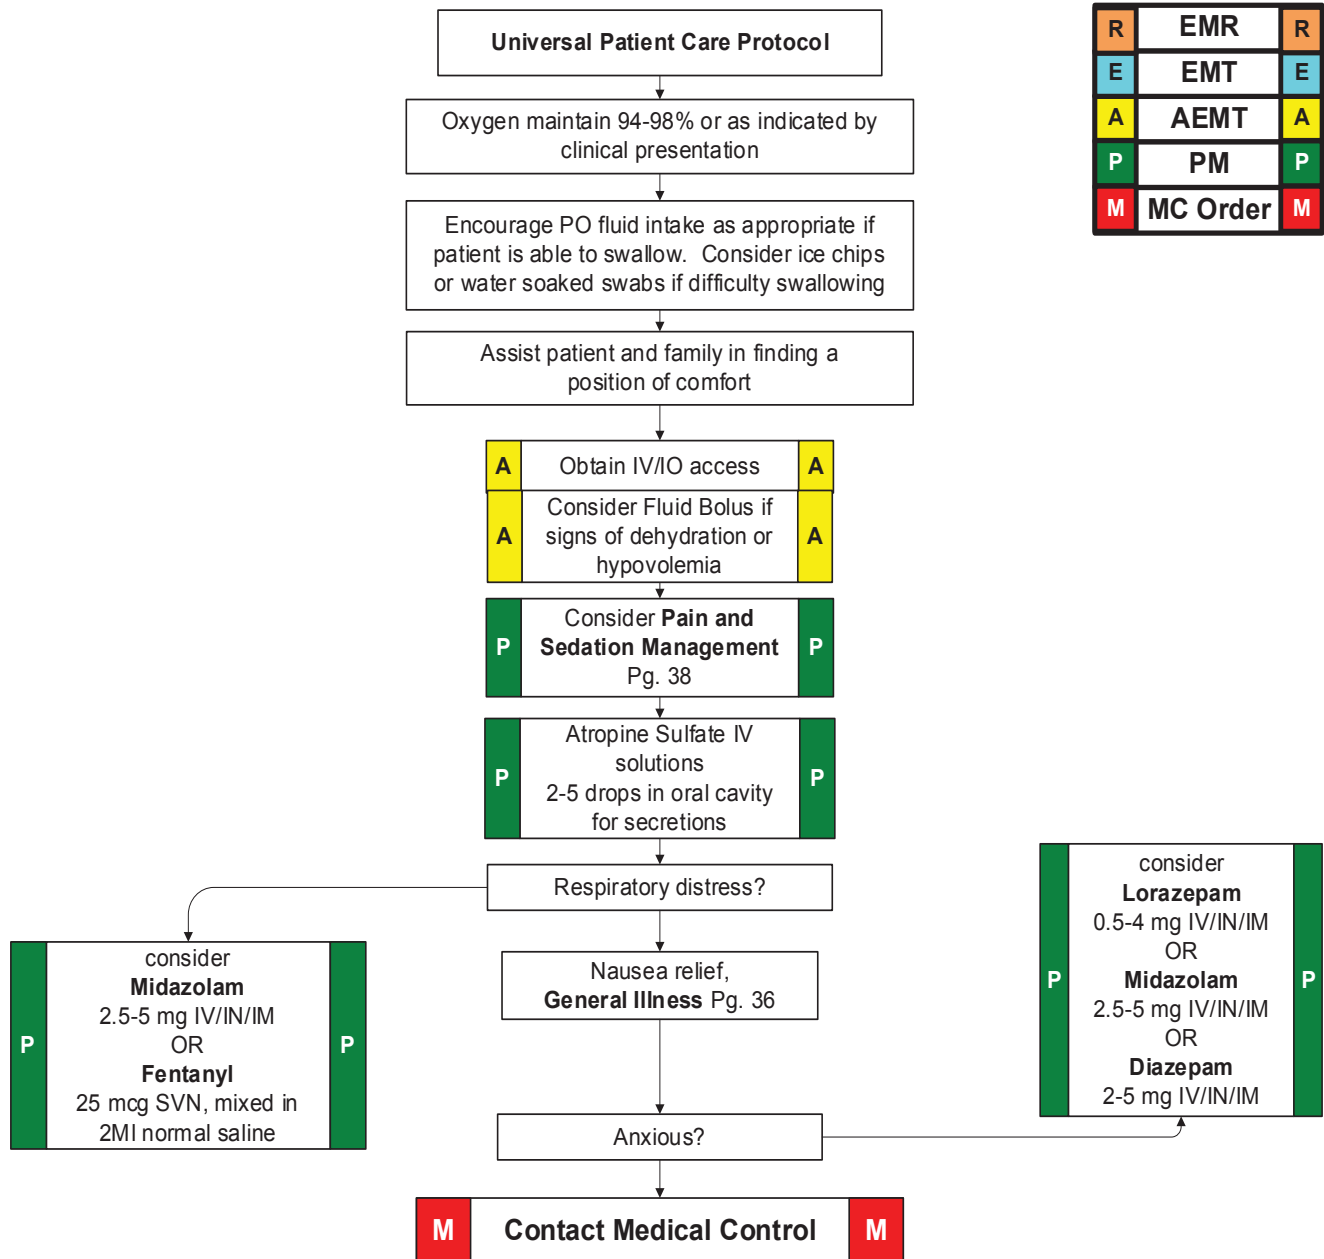 Universal Patient Care Protocol
R EMR R
E EMT E
A AEMT A
P PM P
M MC Order M
Oxygen maintain 94-98% or as indicated by
clinical presentation
Encourage PO fluid intake as appropriate if
patient is able to swallow. Consider ice chips
or water soaked swabs if difficulty swallowing
Assist patient and family in finding a
position of comfort
A Obtain IV/IO access A
Consider Fluid Bolus if
A signs of dehydration or A
hypovolemia
Consider Pain and
P Sedation Management P
Pg. 38
Atropine Sulfate IV
solutions
P 2-5 drops in oral cavity P
for secretions
Respiratory distress?
consider
Midazolam
2.5-5 mg IV/IN/IM
P OR P
Fentanyl
25 mcg SVN, mixed in
2Ml normal saline
Nausea relief,
General Illness Pg. 36
consider
Lorazepam
0.5-4 mg IV/IN/IM
OR
P Midazolam P
2.5-5 mg IV/IN/IM
OR
Diazepam
2-5 mg IV/IN/IM
Anxious?
M Contact Medical Control M